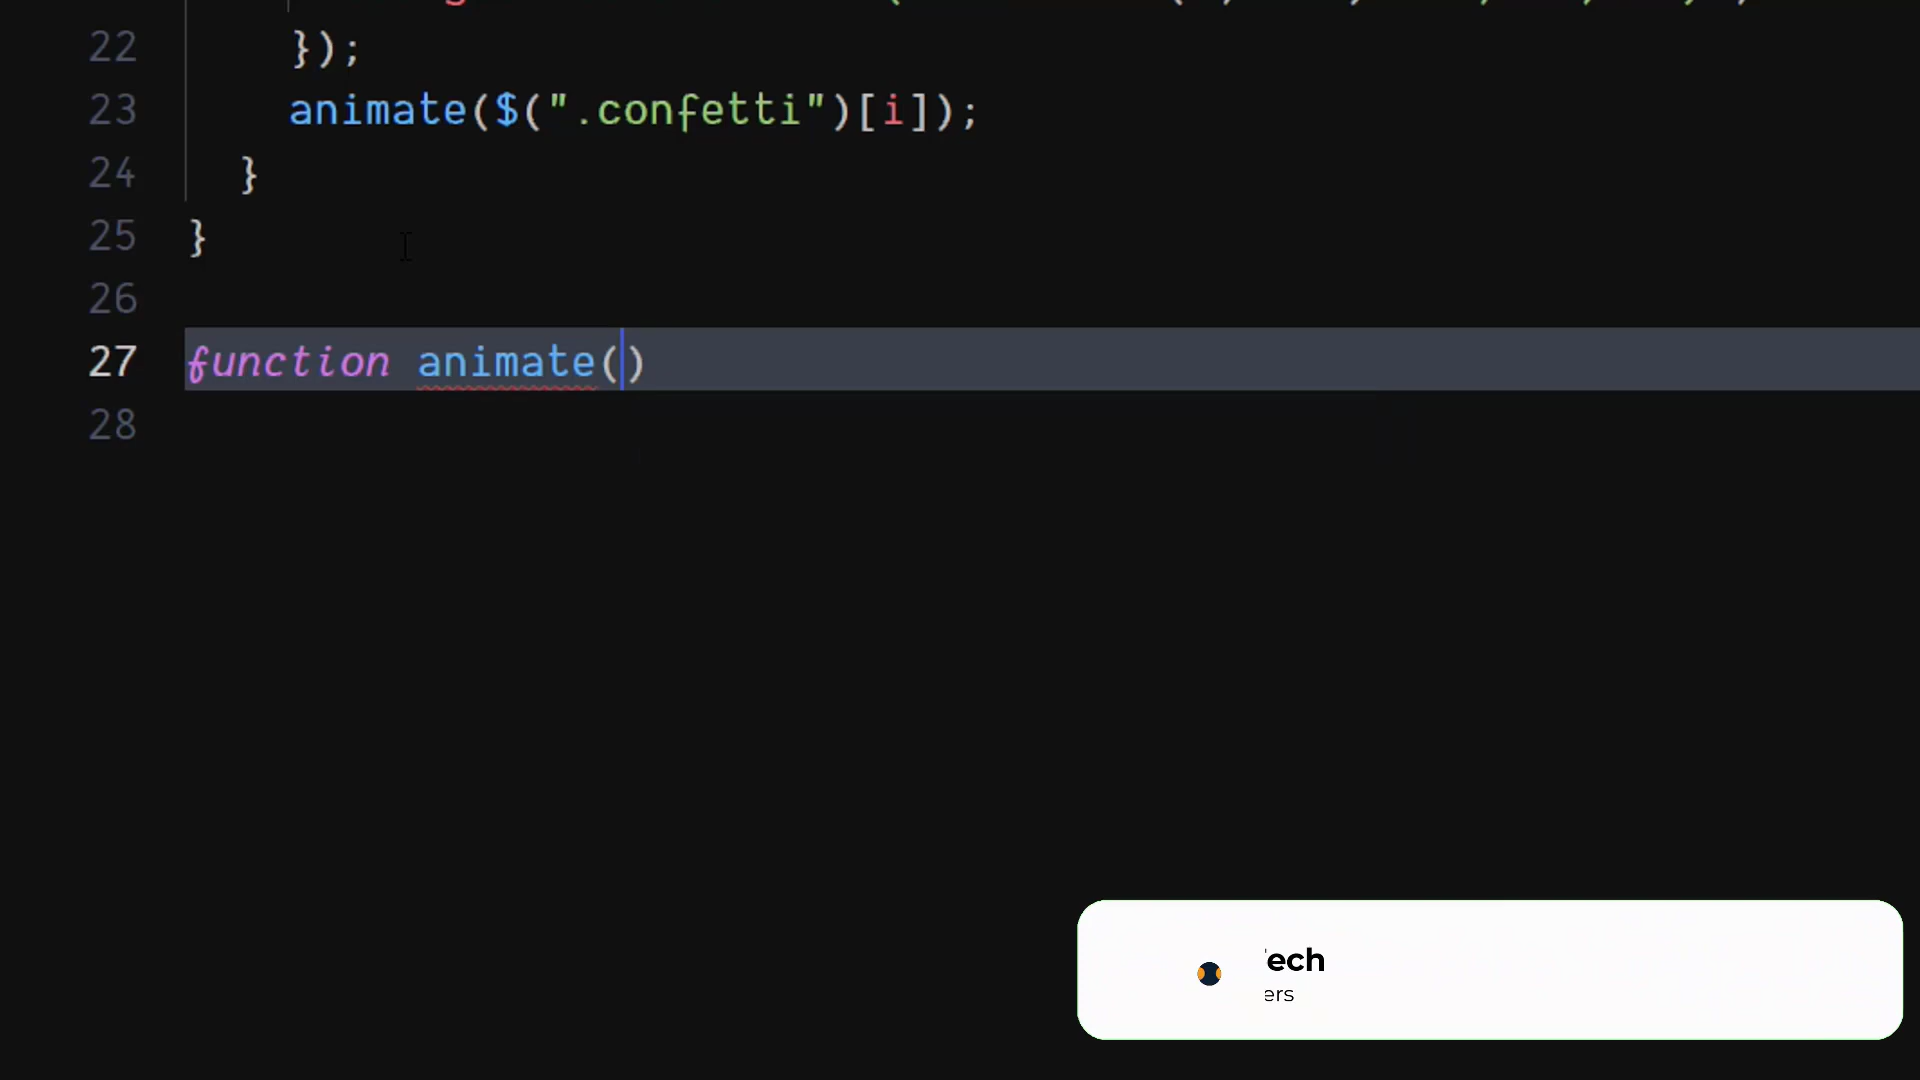 22 });
23 animate($(".confetti")[i]);
24 }
25 }
26
27 function animate()
28
ech
ers